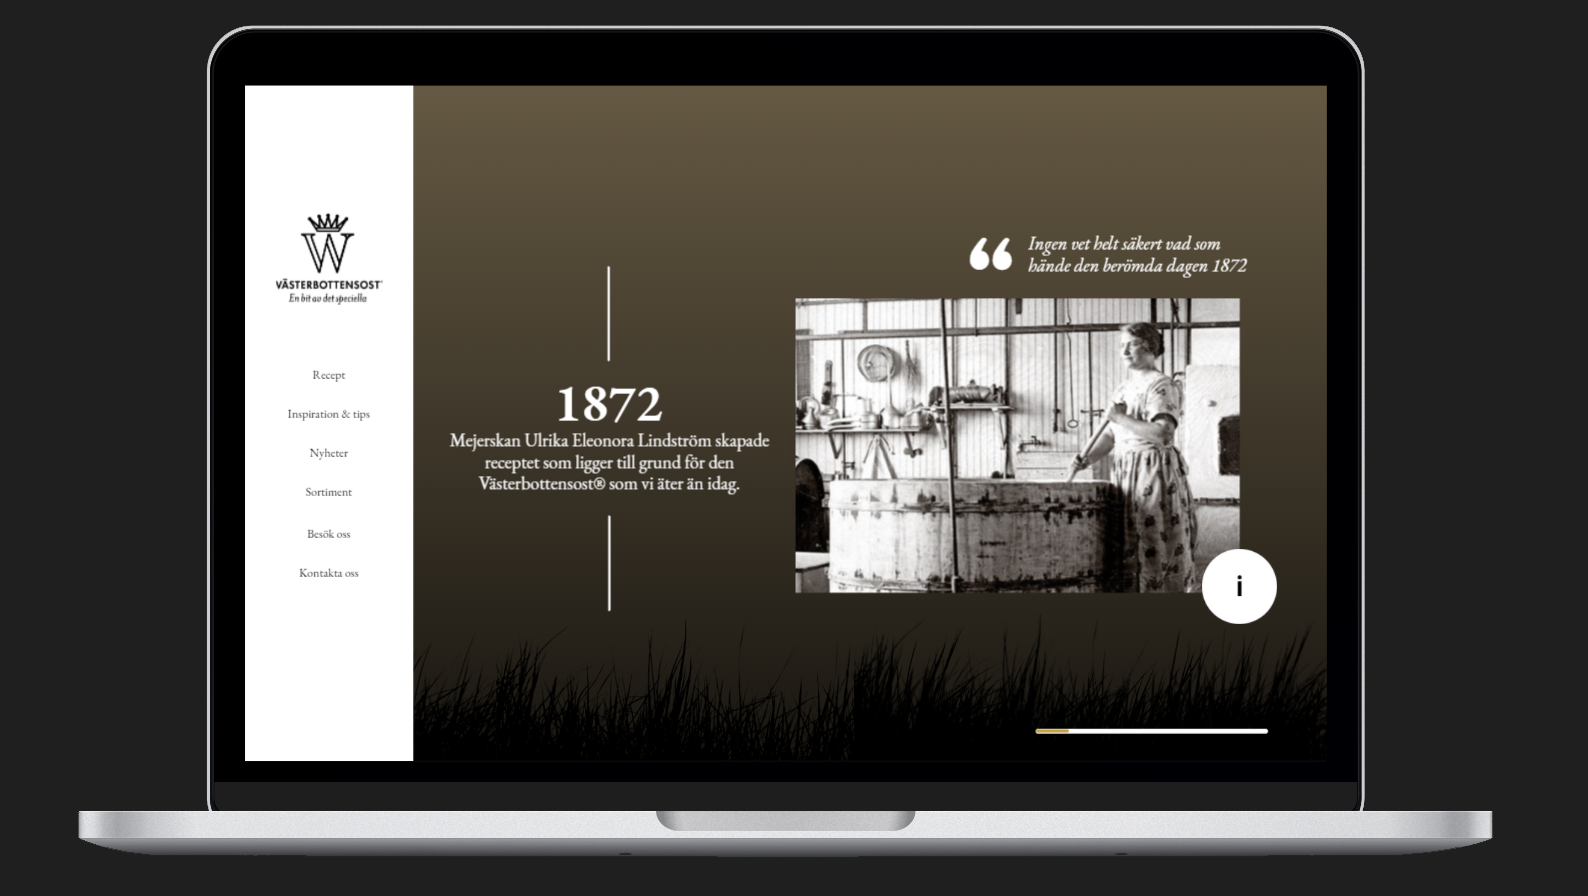 W
VÄSTERBOTTENSOST®
En bit av det speciella
Recept
Inspiration & tips
Nyheter
Sortiment
Besök oss
Kontakta oss
1872
Mejerskan Ulrika Eleonora Lindström skapade
receptet som ligger till grund för den
Västerbottensost® som vi äter än idag.
“ Ingen vet helt säkert vad som
hände den berömda dagen 1872
i